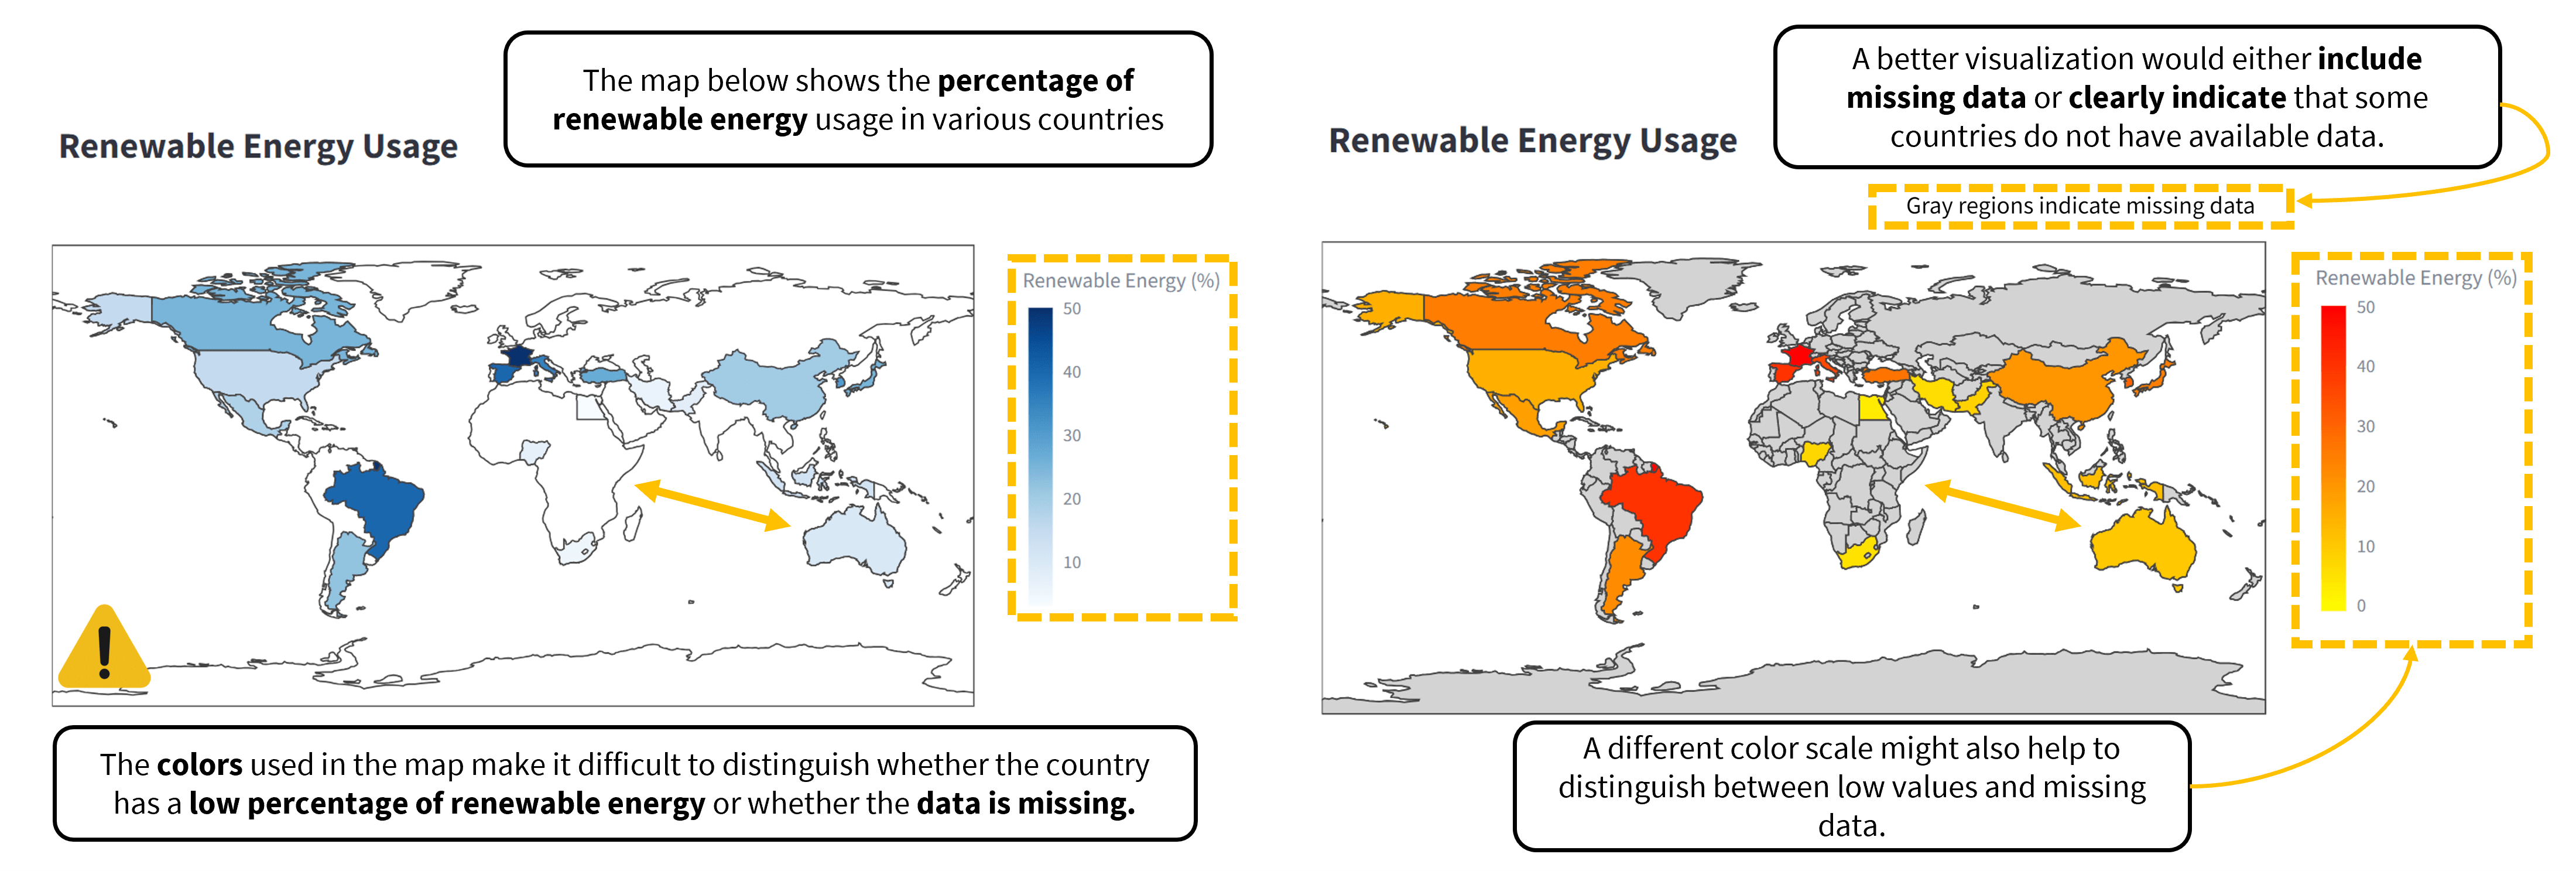 The map below shows the percentage of
renewable energy usage in various countries
Renewable Energy Usage
Renewable Energy (%)
50
40
30
20
10
!
The colors used in the map make it difficult to distinguish whether the country
has a low percentage of renewable energy or whether the data is missing.
A better visualization would either include
missing data or clearly indicate that some
countries do not have available data.
Renewable Energy Usage
Gray regions indicate missing data
Renewable Energy (%)
50
40
30
20
10
0
A different color scale might also help to
distinguish between low values and missing
data.